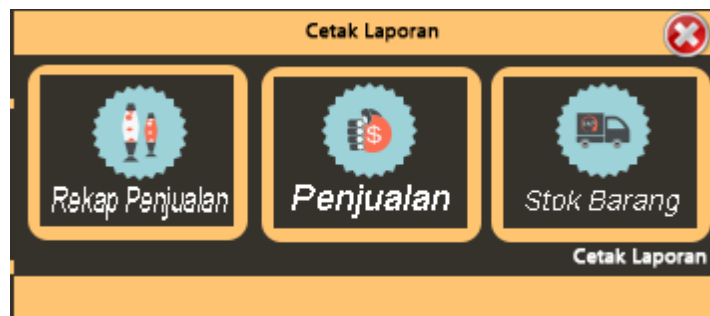 Cetak Laporan
Rekap Penjualan
Penjualan
Stok Barang
Cetak Laporan